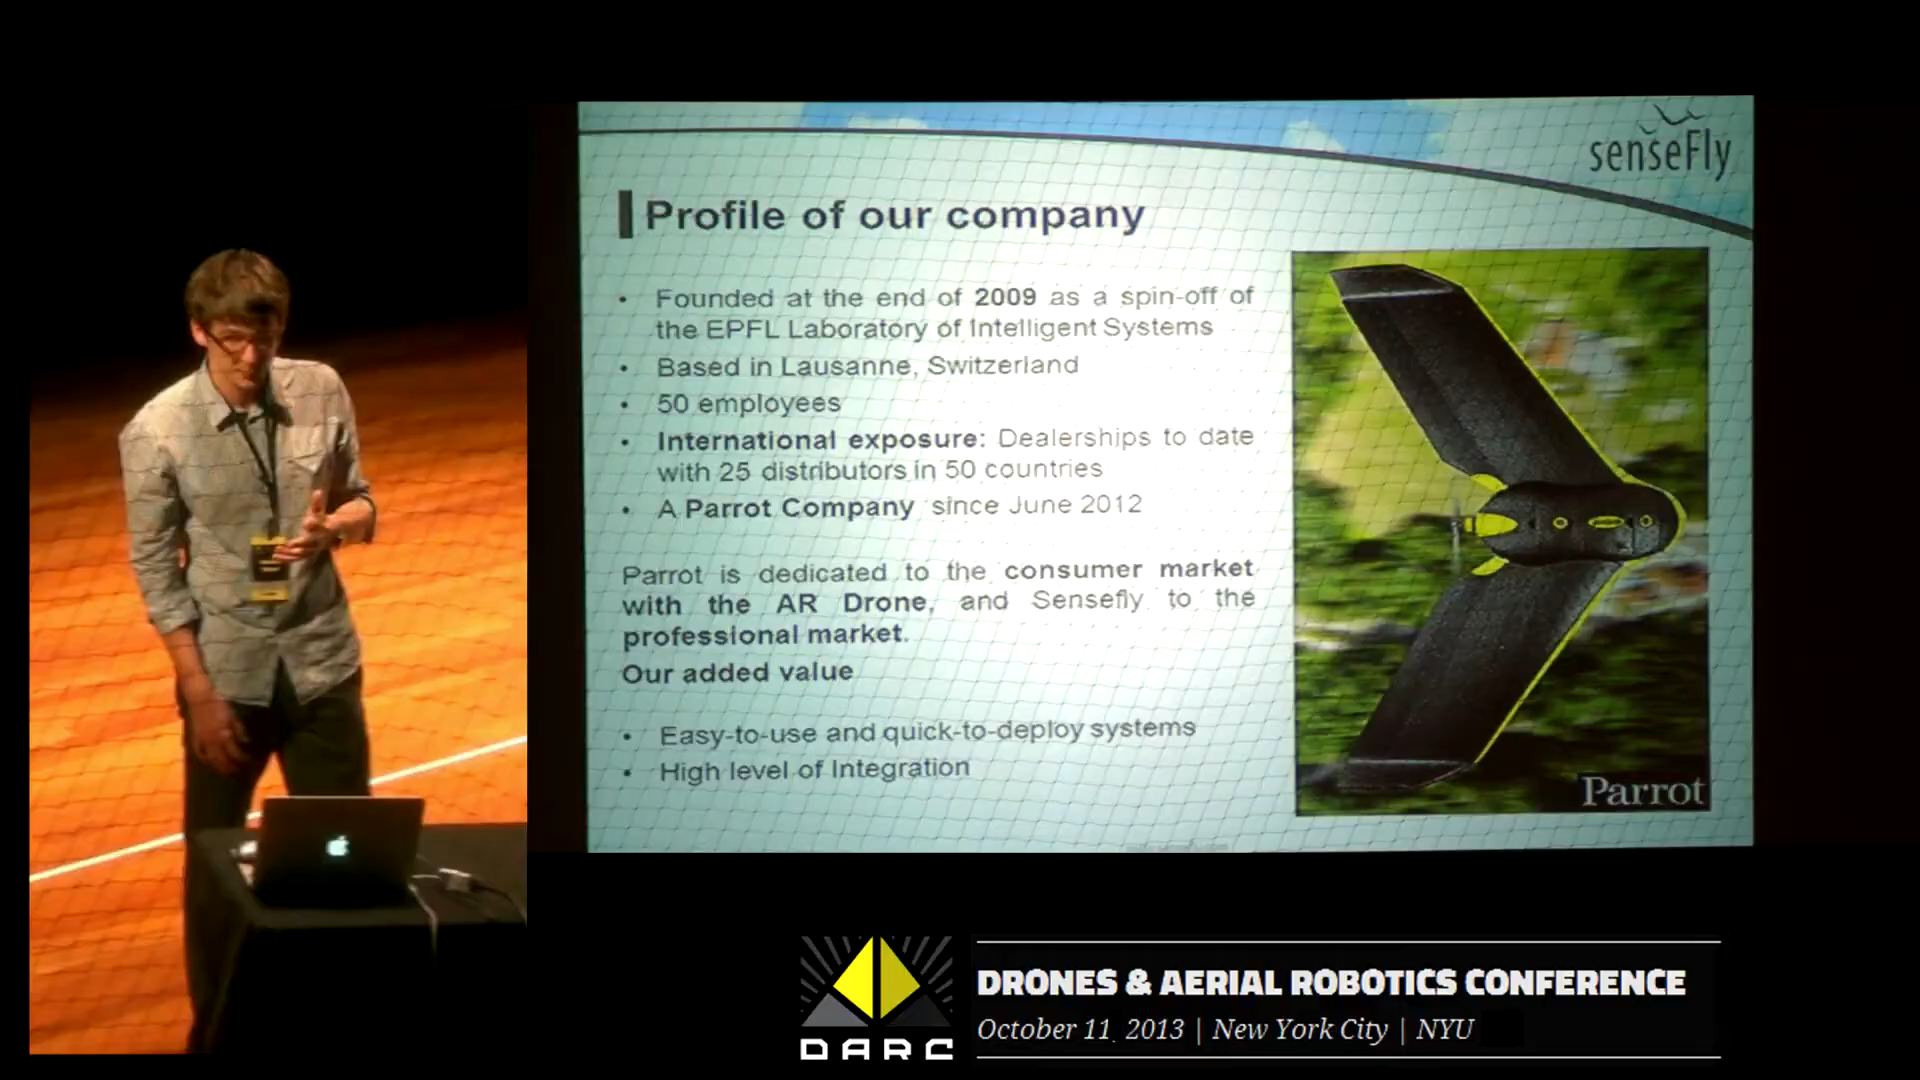 senseFly
Profile of our company
• Founded at the end of 2009 as a spin-off of
the EPFL Laboratory of Intelligent Systems
• Based in Lausanne, Switzerland
• 50 employees
• International exposure: Dealerships to date
with 25 distributors in 50 countries
• A Parrot Company since June 2012
Parrot is dedicated to the consumer market
with the AR Drone, and Sensefly to the
professional market.
Our added value
• Easy-to-use and quick-to-deploy systems
• High level of Integration
Parrot
DARC
DRONES & AERIAL ROBOTICS CONFERENCE
October 11, 2013 | New York City | NYU